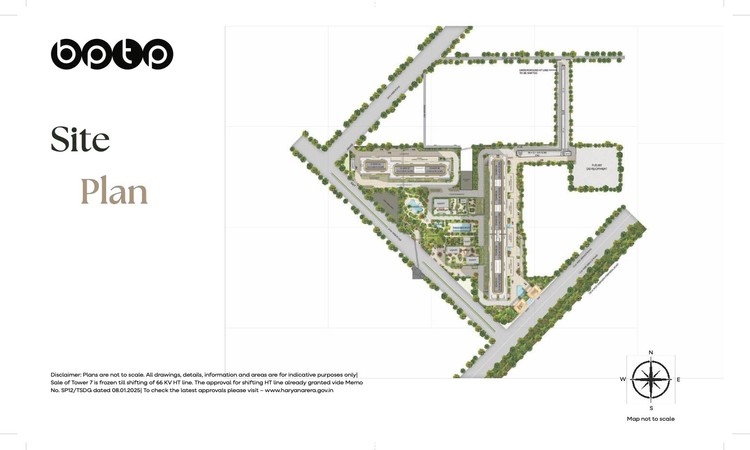 bptp
Site
Plan
FUTURE
DEVELOPMENT
Disclaimer: Plans are not to scale. All drawings, details, information and areas are for indicative purposes only|
Sale of Tower 7 is frozen till shifting of 66 KV HT line. The approval for shifting HT line already granted vide Memo
No. SP12/TSDG dated 08.01.2025| To check the latest approvals please visit – www.haryanarera.gov.in
N
W E
S
Map not to scale